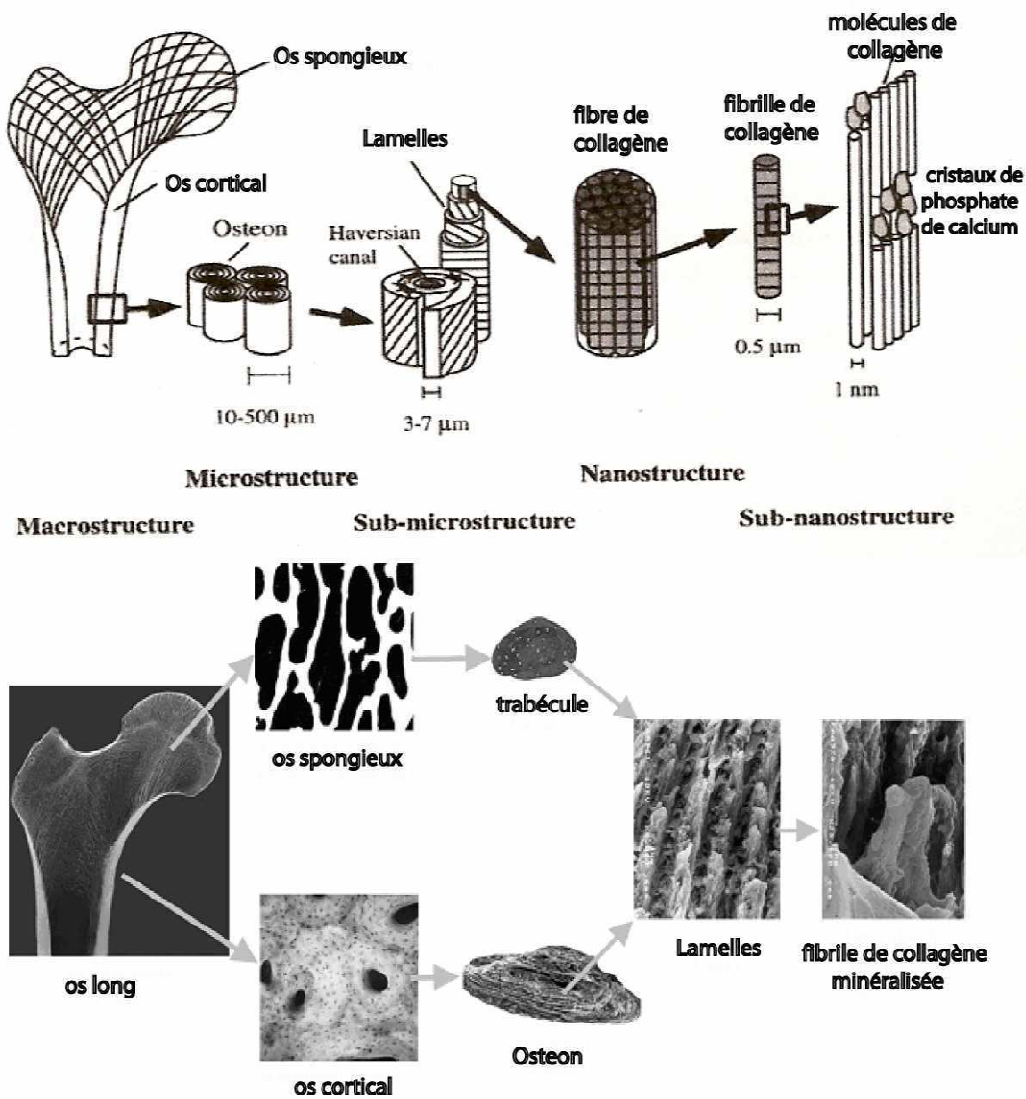 molécules de
collagène
Os spongieux
fibrille de
collagène
fibre de
collagène
Lamelles
cristaux de
phosphate
de calcium
Os cortical
Osteon
Haversian
canal
0.5 µm
1 nm
10-500 µm
3-7 µm
Microstructure
Nanostructure
Macrostructure
Sub-microstructure
Sub-nanostructure
trabécule
os spongieux
Lamelles
fibrile de collagène
minéralisée
os long
Osteon
os cortical